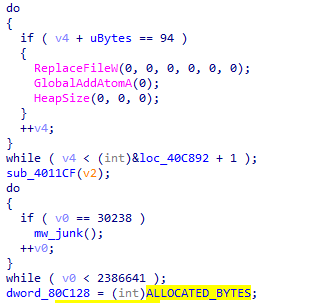 do
{
if ( v4 + uBytes == 94 )
{
ReplaceFileW(0, 0, 0, 0, 0, 0);
GlobalAddAtomA(0);
HeapSize(0, 0, 0);
}
++v4;
}
while ( v4 < (int)&loc_40C892 + 1 );
sub_4011CF(v2);
do
{
if ( v0 == 30238 )
mw_junk();
++v0;
}
while ( v0 < 2386641 );
dword_80C128 = (int)ALLOCATED_BYTES;